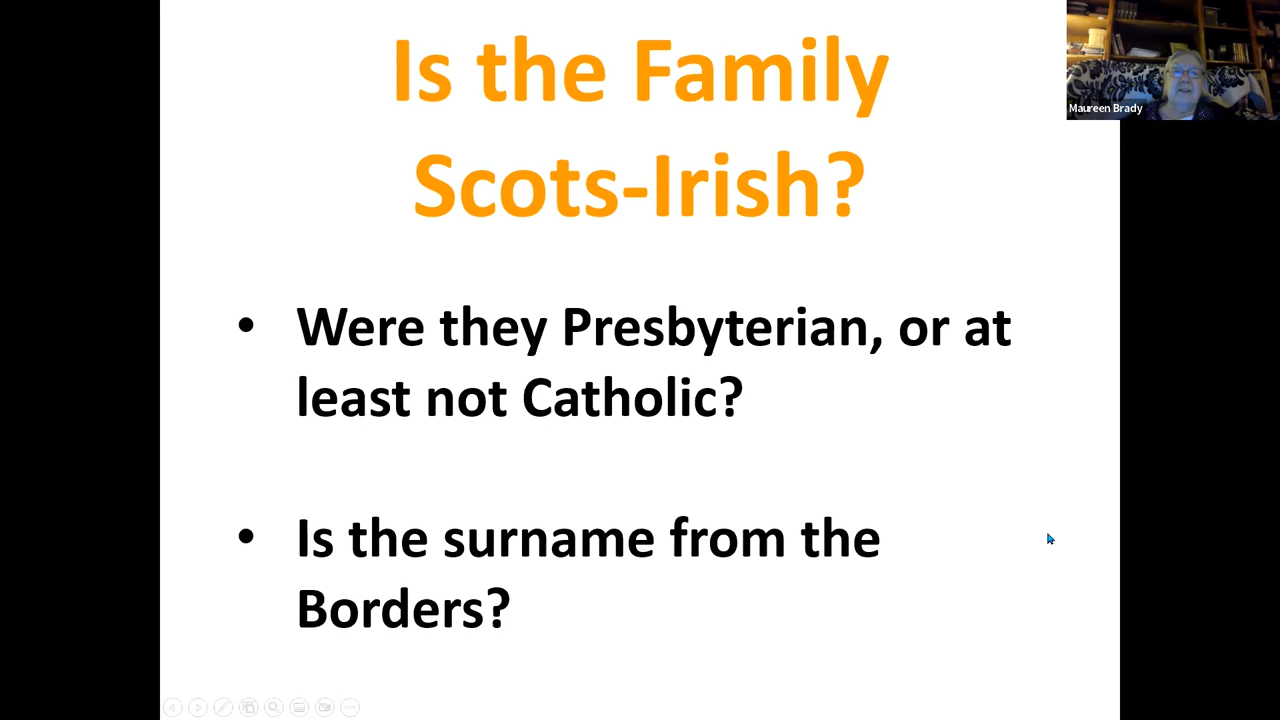 Is the Family
Scots-Irish?
Maureen Brady
• Were they Presbyterian, or at
least not Catholic?
• Is the surname from the
Borders?